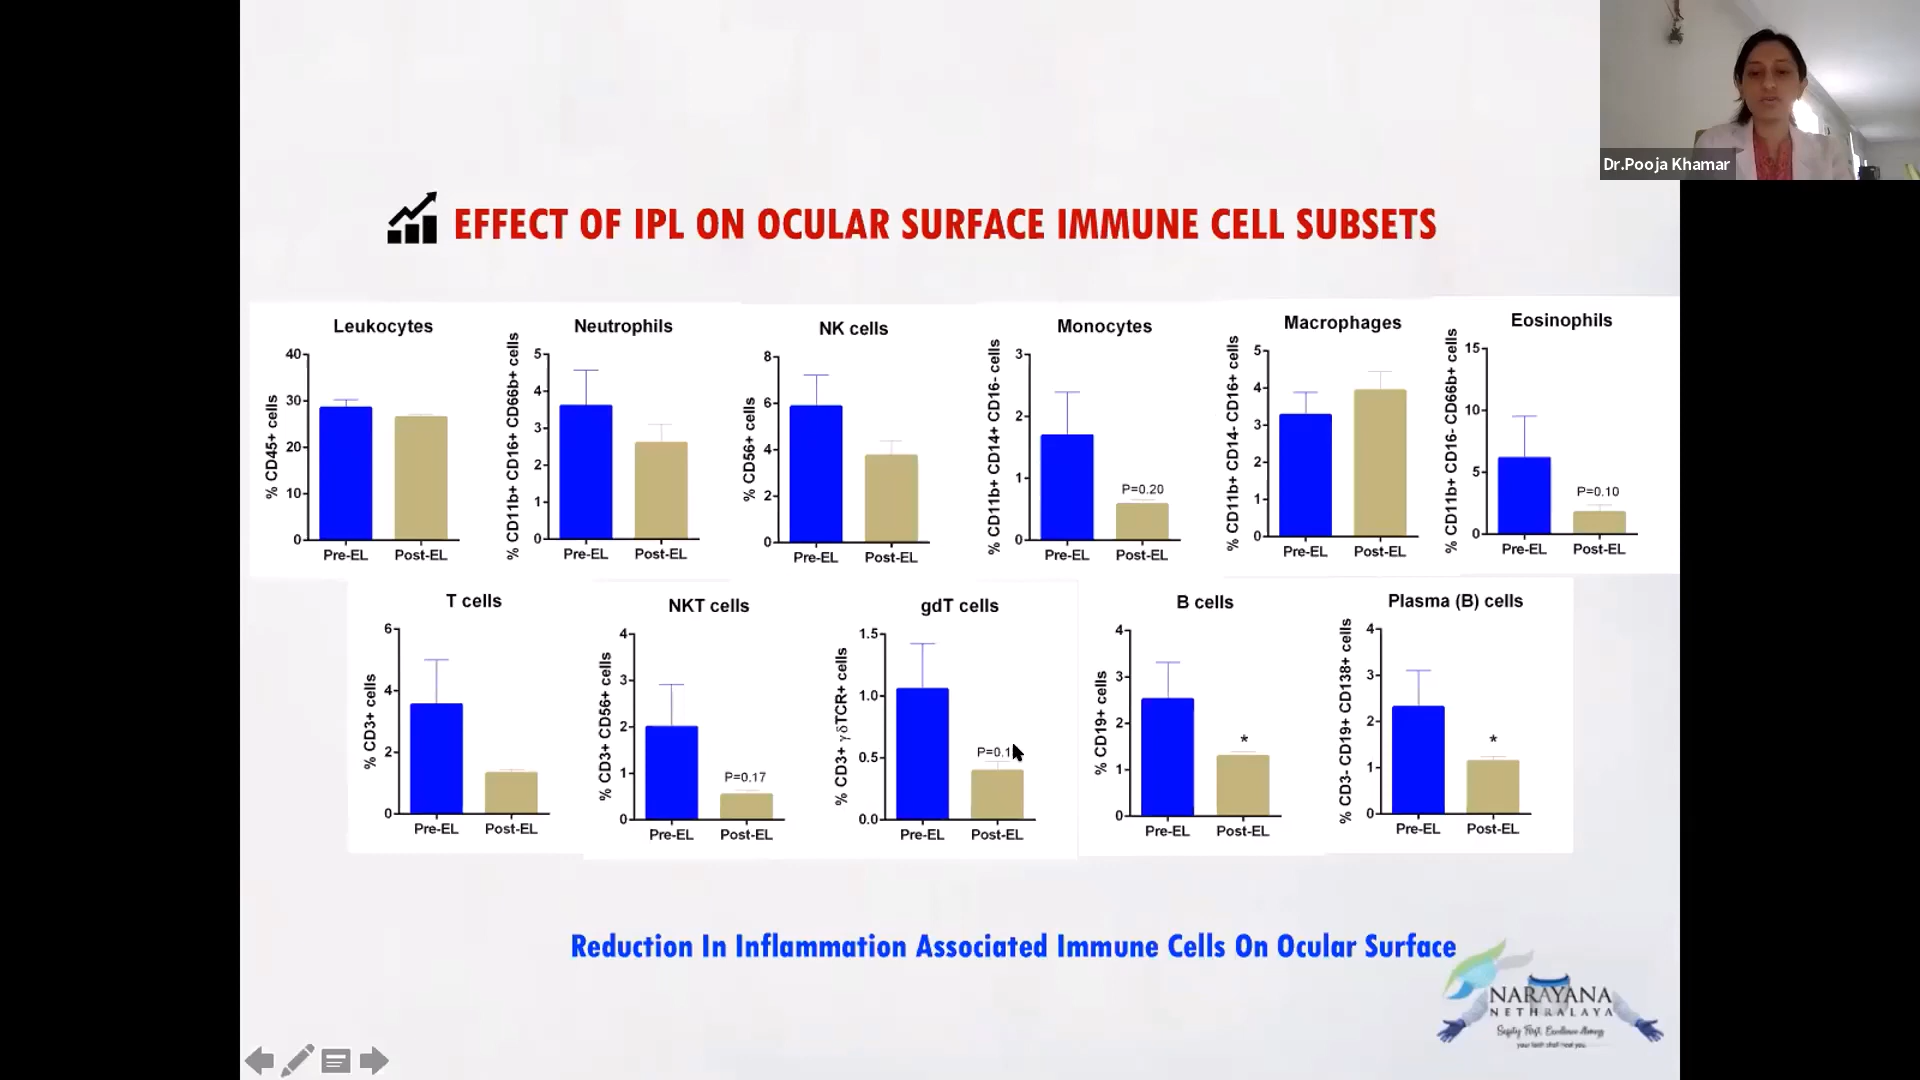 Dr.Pooja Khamar
EFFECT OF IPL ON OCULAR SURFACE IMMUNE CELL SUBSETS
Leukocytes
% CD45+ cells
40
30
20
10
0
Pre-EL Post-EL
Neutrophils
% CD11b+ CD16+ CD66b+ cells
5
4
3
2
1
0
Pre-EL Post-EL
NK cells
% CD56+ cells
8
6
4
2
0
Pre-EL Post-EL
Monocytes
% CD11b+ CD14+ CD16- cells
3
2
1
0
P=0.20
Pre-EL Post-EL
Macrophages
% CD11b+ CD14- CD16+ cells
5
4
3
2
1
0
Pre-EL Post-EL
Eosinophils
% CD11b+ CD16- CD66b+ cells
15
10
5
0
P=0.10
Pre-EL Post-EL
T cells
% CD3+ cells
6
4
2
0
Pre-EL Post-EL
NKT cells
% CD3+ CD56+ cells
4
3
2
1
0
P=0.17
Pre-EL Post-EL
gdT cells
% CD3+ γδTCR+ cells
1.5
1.0
0.5
0.0
P=0.1
Pre-EL Post-EL
B cells
% CD19+ cells
4
3
2
1
0
*
Pre-EL Post-EL
Plasma (B) cells
% CD3- CD19+ CD138+ cells
4
3
2
1
0
*
Pre-EL Post-EL
Reduction In Inflammation Associated Immune Cells On Ocular Surface
NARAYANA
NETHRALAYA